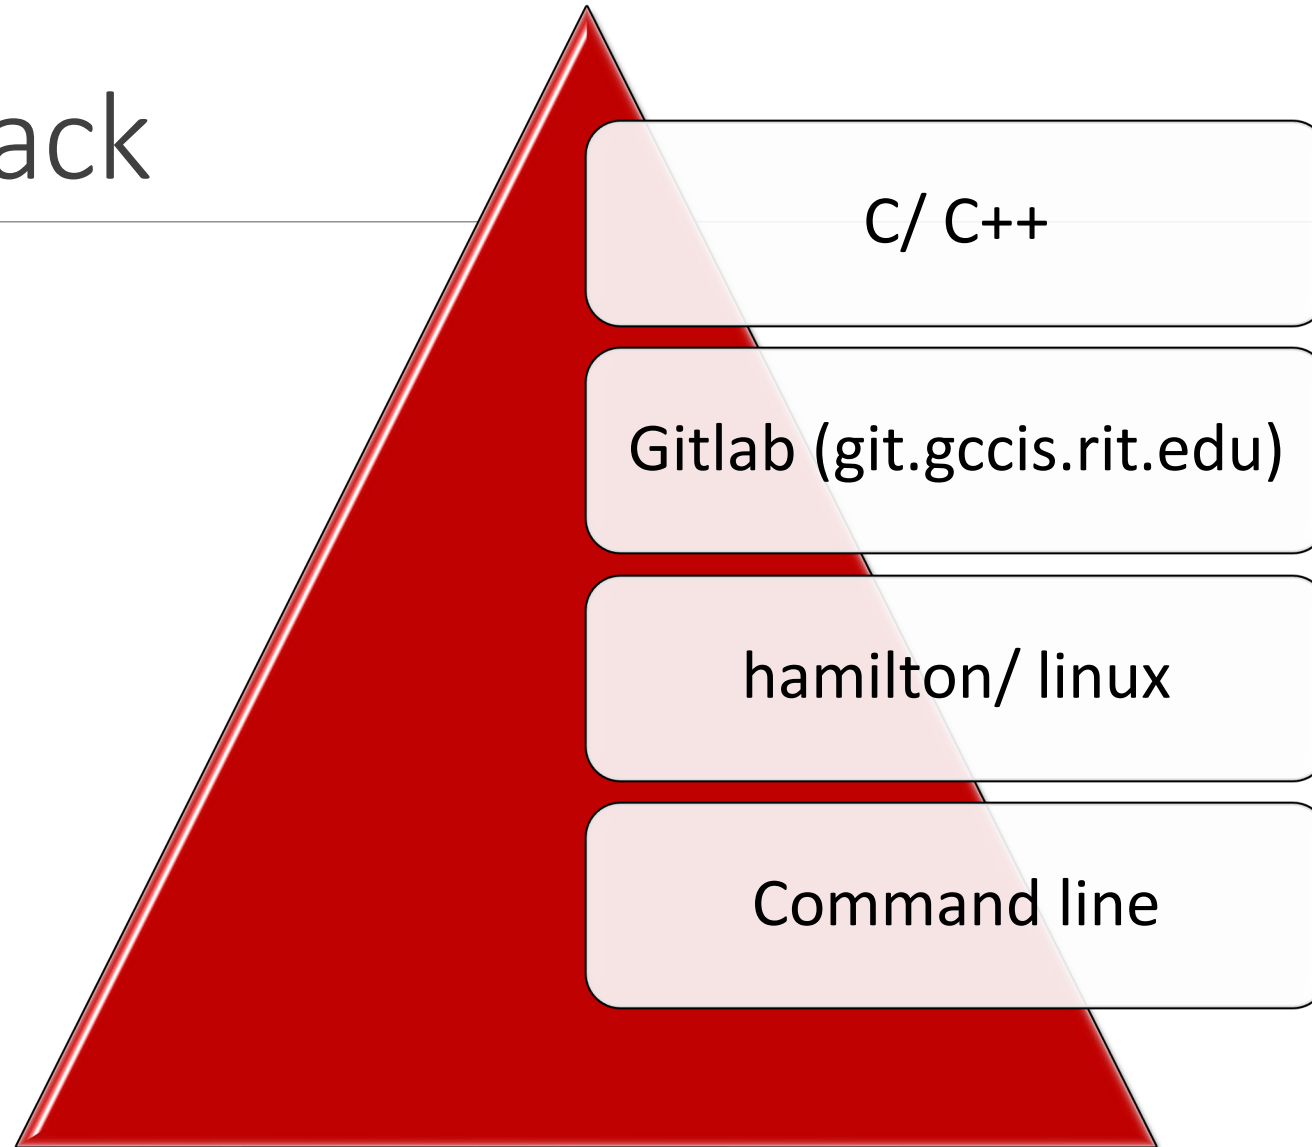 ack
C/ C++
Gitlab (git.gccis.rit.edu)
hamilton/ linux
Command line